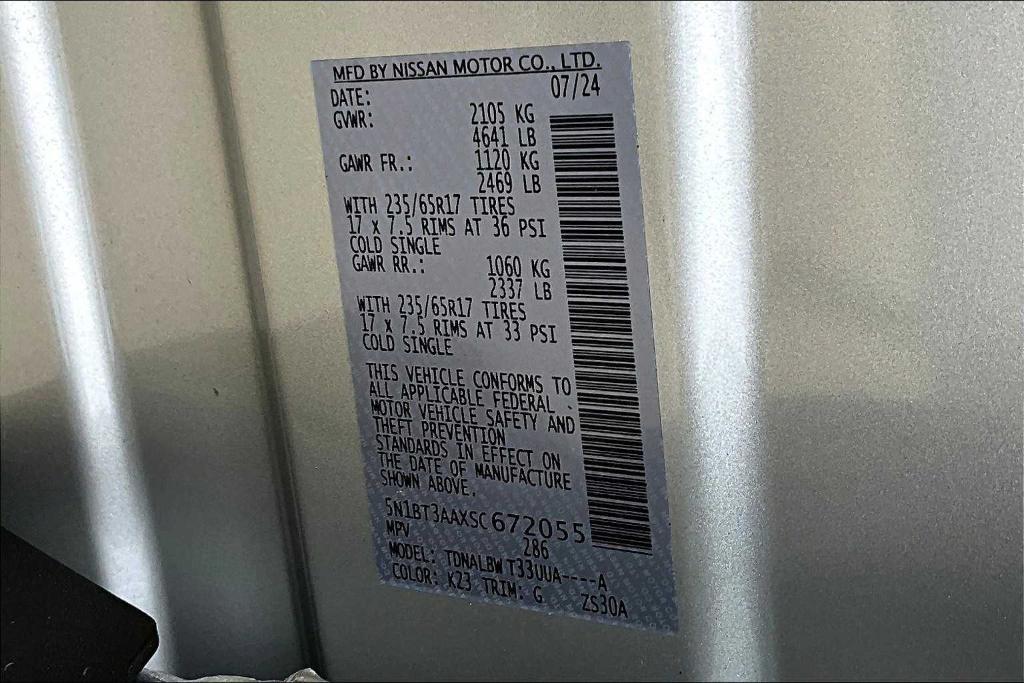 MFD BY NISSAN MOTOR CO., LTD.
DATE: 07/24
GVWR: 2105 KG
4641 LB
GAWR FR.: 1120 KG
2469 LB
WITH 235/65R17 TIRES
17 x 7.5 RIMS AT 36 PSI
COLD SINGLE
GAWR RR.: 1060 KG
2337 LB
WITH 235/65R17 TIRES
17 x 7.5 RIMS AT 33 PSI
COLD SINGLE
THIS VEHICLE CONFORMS TO
ALL APPLICABLE FEDERAL
MOTOR VEHICLE SAFETY AND
THEFT PREVENTION
STANDARDS IN EFFECT ON
THE DATE OF MANUFACTURE
SHOWN ABOVE.
5N1BT3AAXSC672055
MPV 286
MODEL: TDNALBW T33UUA----A
COLOR: K23 TRIM: G ZS30A